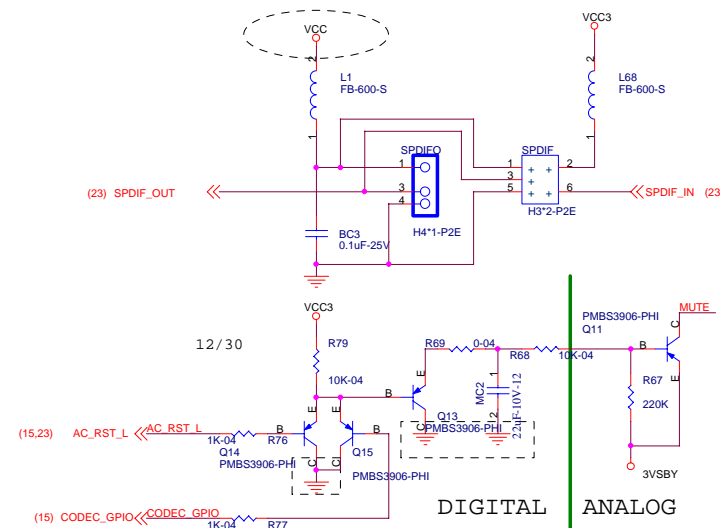 VCC
VCC3
2
2
L1
FB-600-S
L68
FB-600-S
1
1
SPDIFO
SPDIF
1
1
2
3
(23) SPDIF_OUT
3
5
6
SPDIF_IN (23
4
BC3
0.1uF-25V
H4*1-P2E
H3*2-P2E
VCC3
MUTE
12/30
R79
10K-04
R69
0-04
R68
10K-04
PMBS3906-PHI
Q11
B
C
E
R67
220K
E
E
B
E
1
MC2
2
C
Q13
PMBS3906-PHI
(15,23)
AC_RST_L
AC_RST_L
1K-04
R76
B
B
Q14
PMBS3906-PHI
C
C
Q15
PMBS3906-PHI
3VSBY
(15) CODEC_GPIO
CODEC_GPIO
1K-04
R77
DIGITAL
ANALOG